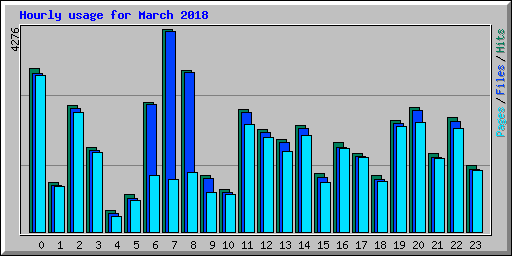 Hourly usage for March 2018
4276
Pages/Files/Hits
0 1 2 3 4 5 6 7 8 9 10 11 12 13 14 15 16 17 18 19 20 21 22 23